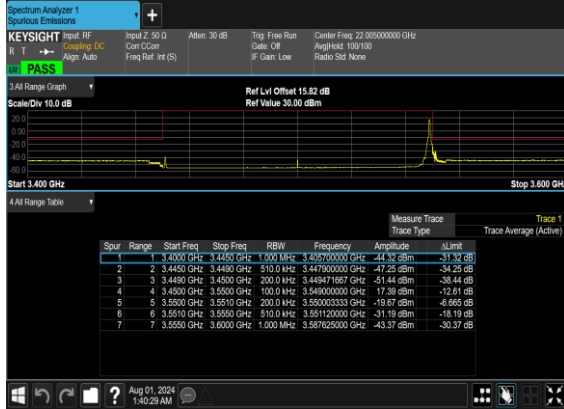 Spectrum Analyzer 1
Spurious Emissions
KEYSIGHT Input: RF Input Z: 50 Ω Atten: 30 dB Trig: Free Run Center Freq: 22.005000000 GHz
R T Coupling: DC Corr CCorr Gate: Off Avg|Hold: 100/100
Align: Auto Freq Ref: Int (S) IF Gain: Low Radio Std: None
PASS
3 All Range Graph
Ref Lvl Offset 15.82 dB
Scale/Div 10.0 dB Ref Value 30.00 dBm
20.0
0.00
-20.0
-40.0
-60.0
Start 3.400 GHz Stop 3.600 GH
4 All Range Table
Measure Trace Trace 1
Trace Type Trace Average (Active)
Spur Range Start Freq Stop Freq RBW Frequency Amplitude ΔLimit
1 1 3.4000 GHz 3.4450 GHz 1.000 MHz 3.405700000 GHz -44.32 dBm -31.32 dB
2 2 3.4450 GHz 3.4490 GHz 510.0 kHz 3.447900000 GHz -47.25 dBm -34.25 dB
3 3 3.4490 GHz 3.4500 GHz 200.0 kHz 3.449471667 GHz -51.44 dBm -38.44 dB
4 4 3.4500 GHz 3.5500 GHz 100.0 kHz 3.549000000 GHz 17.39 dBm -12.61 dB
5 5 3.5500 GHz 3.5510 GHz 200.0 kHz 3.550003333 GHz -19.67 dBm -6.665 dB
6 6 3.5510 GHz 3.5550 GHz 510.0 kHz 3.551120000 GHz -31.19 dBm -18.19 dB
7 7 3.5550 GHz 3.6000 GHz 1.000 MHz 3.587625000 GHz -43.37 dBm -30.37 dB
Aug 01, 2024
1:40:29 AM